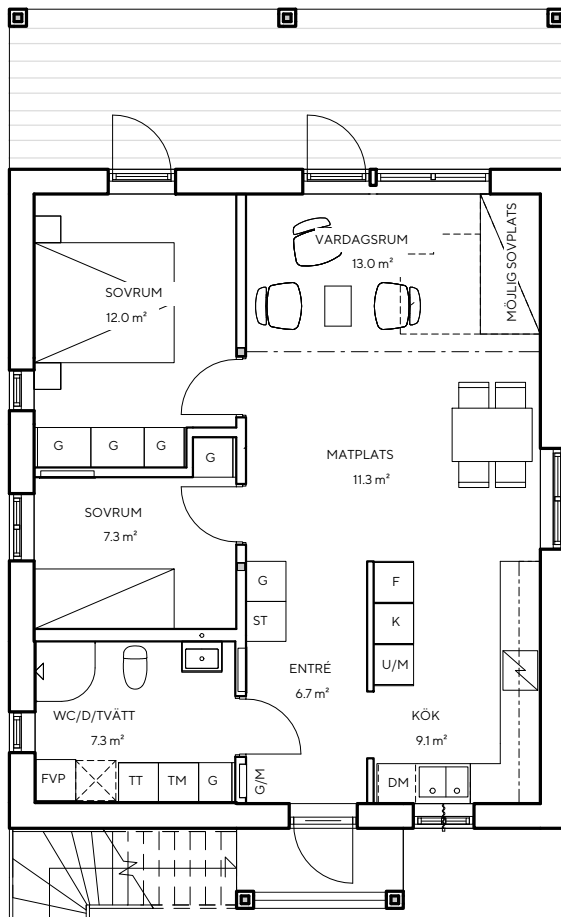 VARDAGSRUM
13.0 m²
MÖJLIG SOVPLATS
SOVRUM
12.0 m²
G
G
G
G
MATPLATS
11.3 m²
SOVRUM
7.3 m²
G
ST
F
K
U/M
ENTRÉ
6.7 m²
WC/D/TVÄTT
7.3 m²
KÖK
9.1 m²
FVP
TT
TM
G
G/M
DM